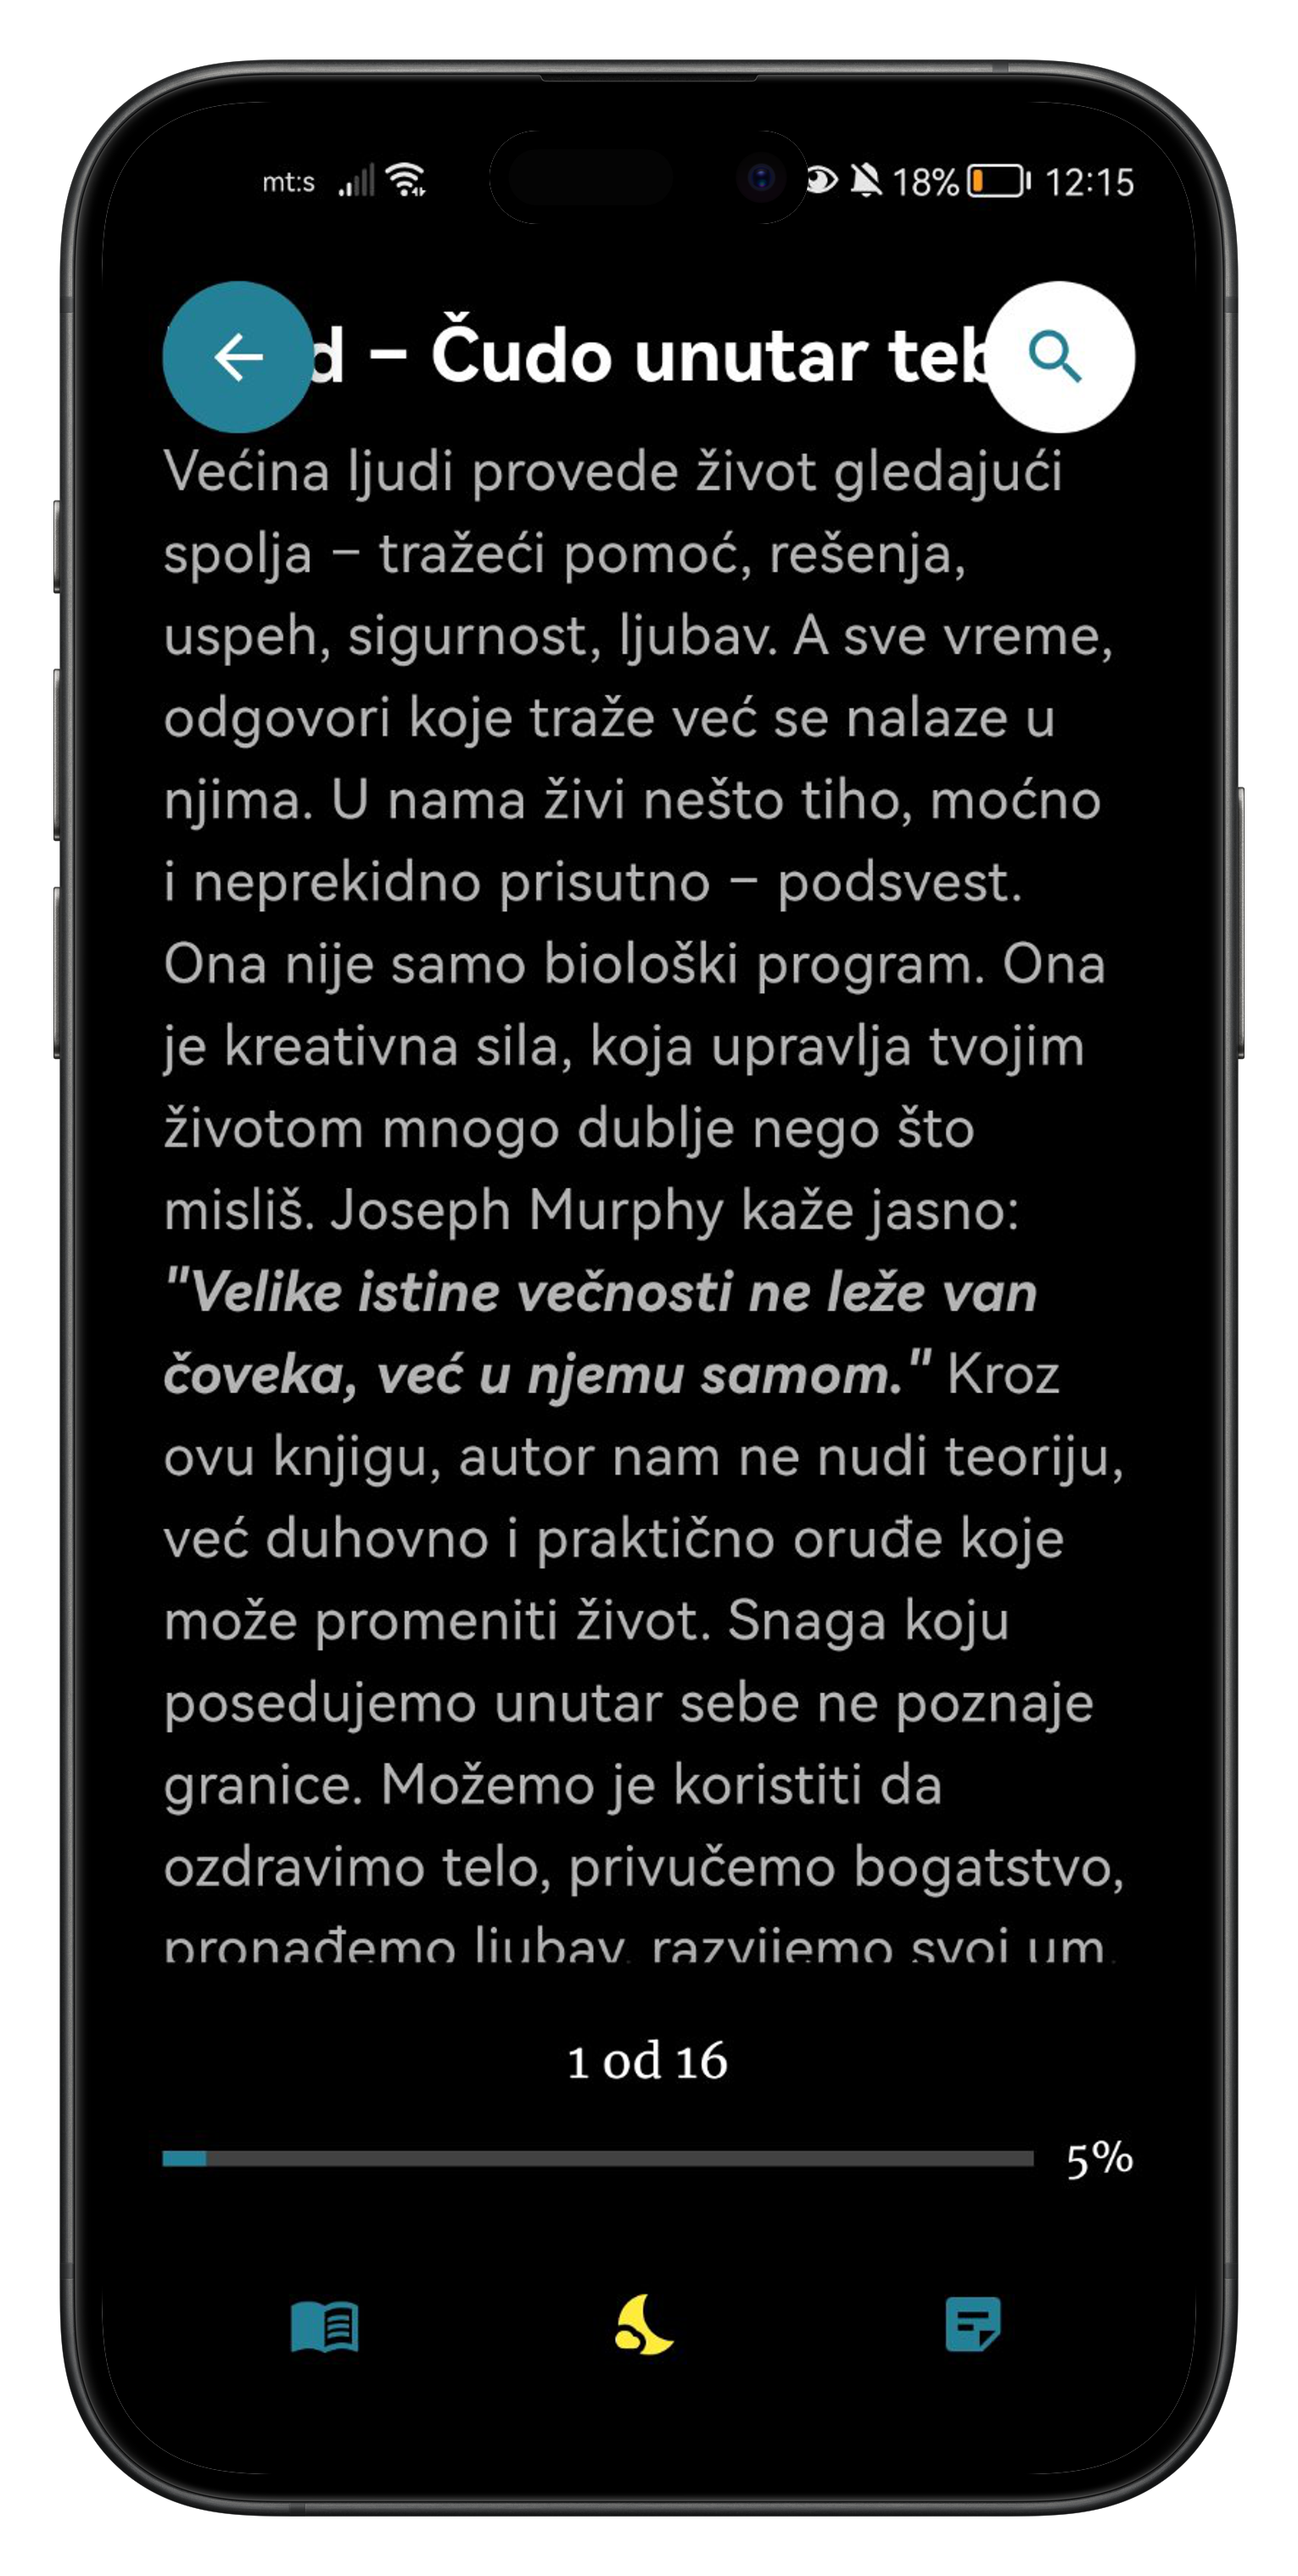 mt:s 18% 12:15
d – Čudo unutar
Većina ljudi provede život gledajući
spolja – tražeći pomoć, rešenja,
uspeh, sigurnost, ljubav. A sve vreme,
odgovori koje traže već se nalaze u
njima. U nama živi nešto tiho, moćno
i neprekidno prisutno – podsvest.
Ona nije samo biološki program. Ona
je kreativna sila, koja upravlja tvojim
životom mnogo dublje nego što
misliš. Joseph Murphy kaže jasno:
"Velike istine večnosti ne leže van
čoveka, već u njemu samom." Kroz
ovu knjigu, autor nam ne nudi teoriju,
već duhovno i praktično oruđe koje
može promeniti život. Snaga koju
posedujemo unutar sebe ne poznaje
granice. Možemo je koristiti da
ozdravimo telo, privučemo bogatstvo,
pronađemo ljubav, razvijemo svoj um,
1 od 16
5%